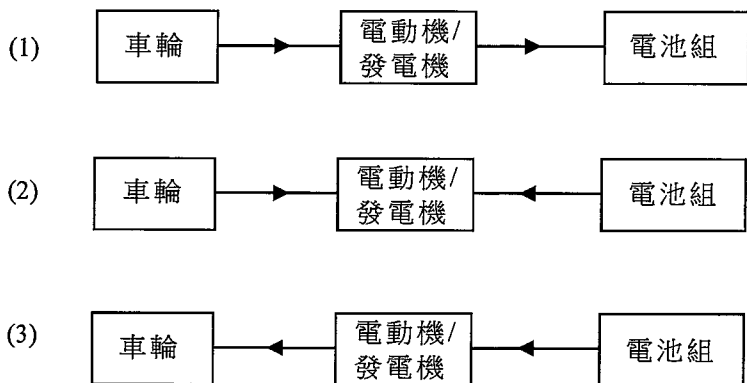 (1) 車輪 電動機/ 電池組
發電機
(2) 車輪 電動機/ 電池組
發電機
(3) 車輪 電動機/ 電池組
發電機